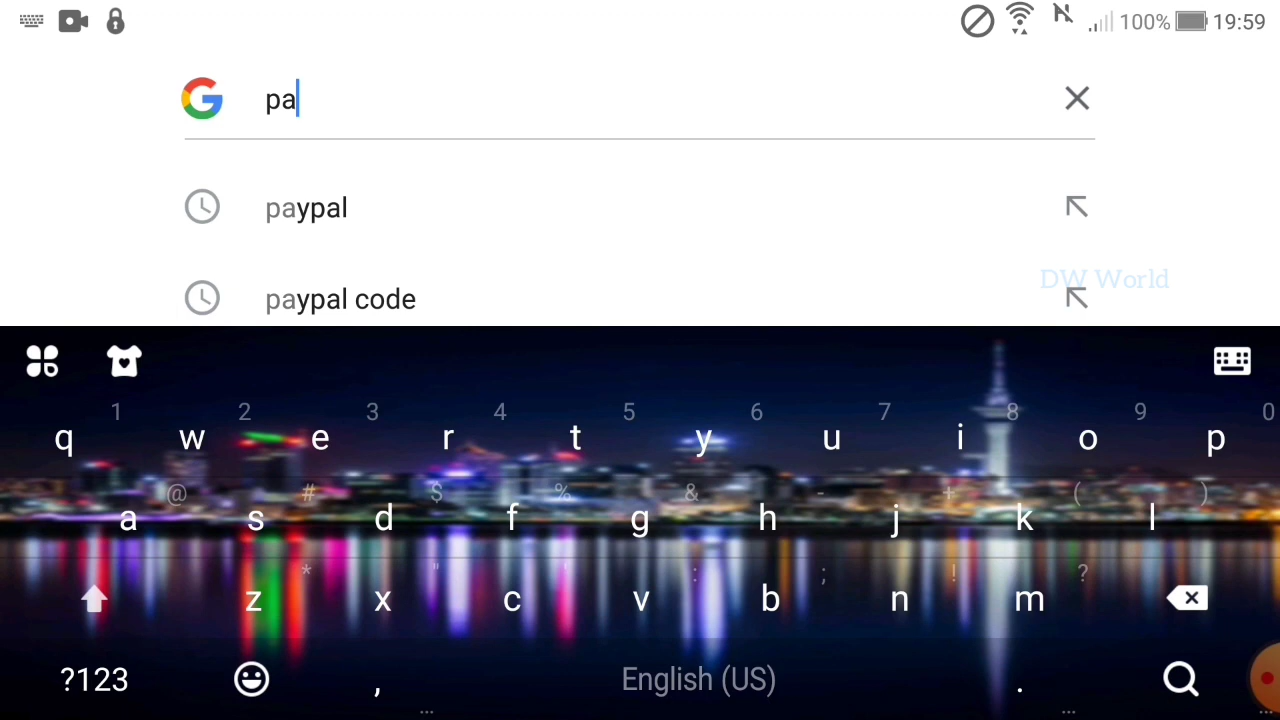 100% 19:59
pa
paypal
DW World
paypal code
1 2 3 4 5 6 7 8 9 0
q w e r t y u i o p
@ # $ % & - + ( )
a s d f g h j k l
* " ' : ; ! ?
z x c v b n m
?123 , English (US) .